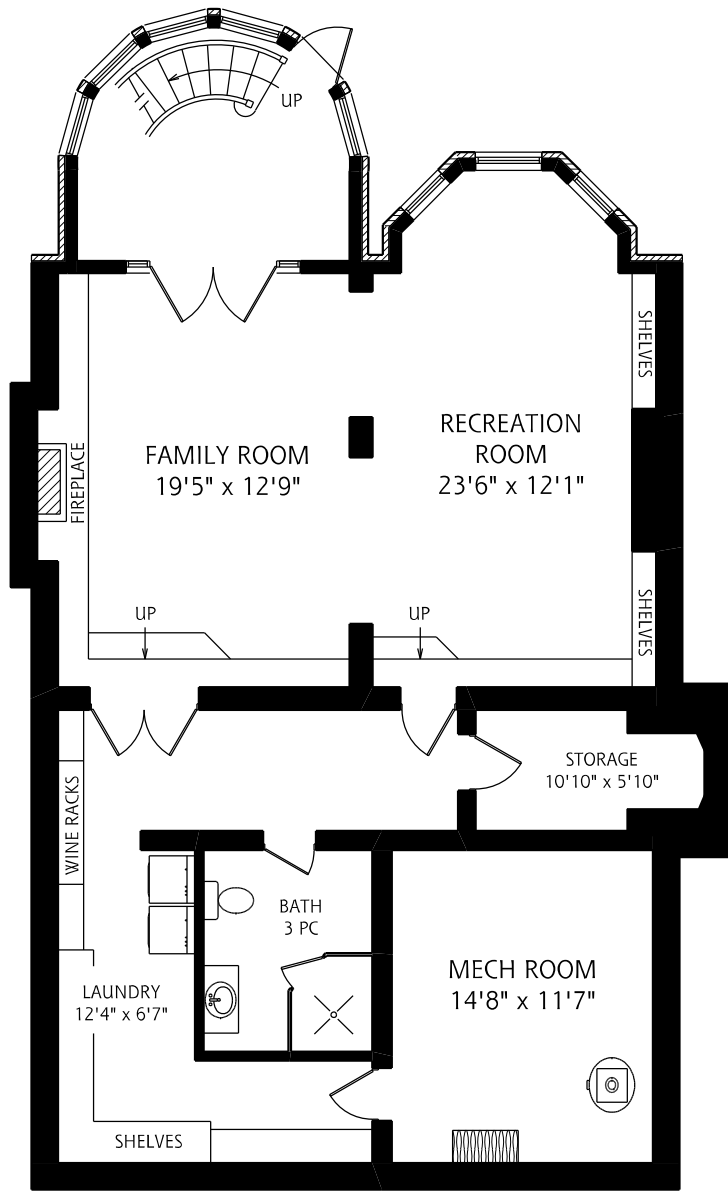 UP
SHELVES
RECREATION
ROOM
23'6" x 12'1"
FAMILY ROOM
19'5" x 12'9"
FIREPLACE
UP
UP
SHELVES
STORAGE
10'10" x 5'10"
WINE RACKS
BATH
3 PC
MECH ROOM
14'8" x 11'7"
LAUNDRY
12'4" x 6'7"
SHELVES